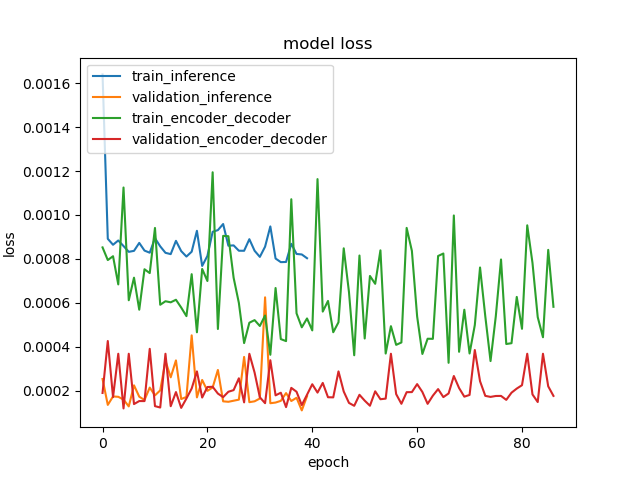 model loss
train_inference
validation_inference
train_encoder_decoder
validation_encoder_decoder
0.0016
0.0014
0.0012
0.0010
0.0008
0.0006
0.0004
0.0002
loss
0 20 40 60 80
epoch